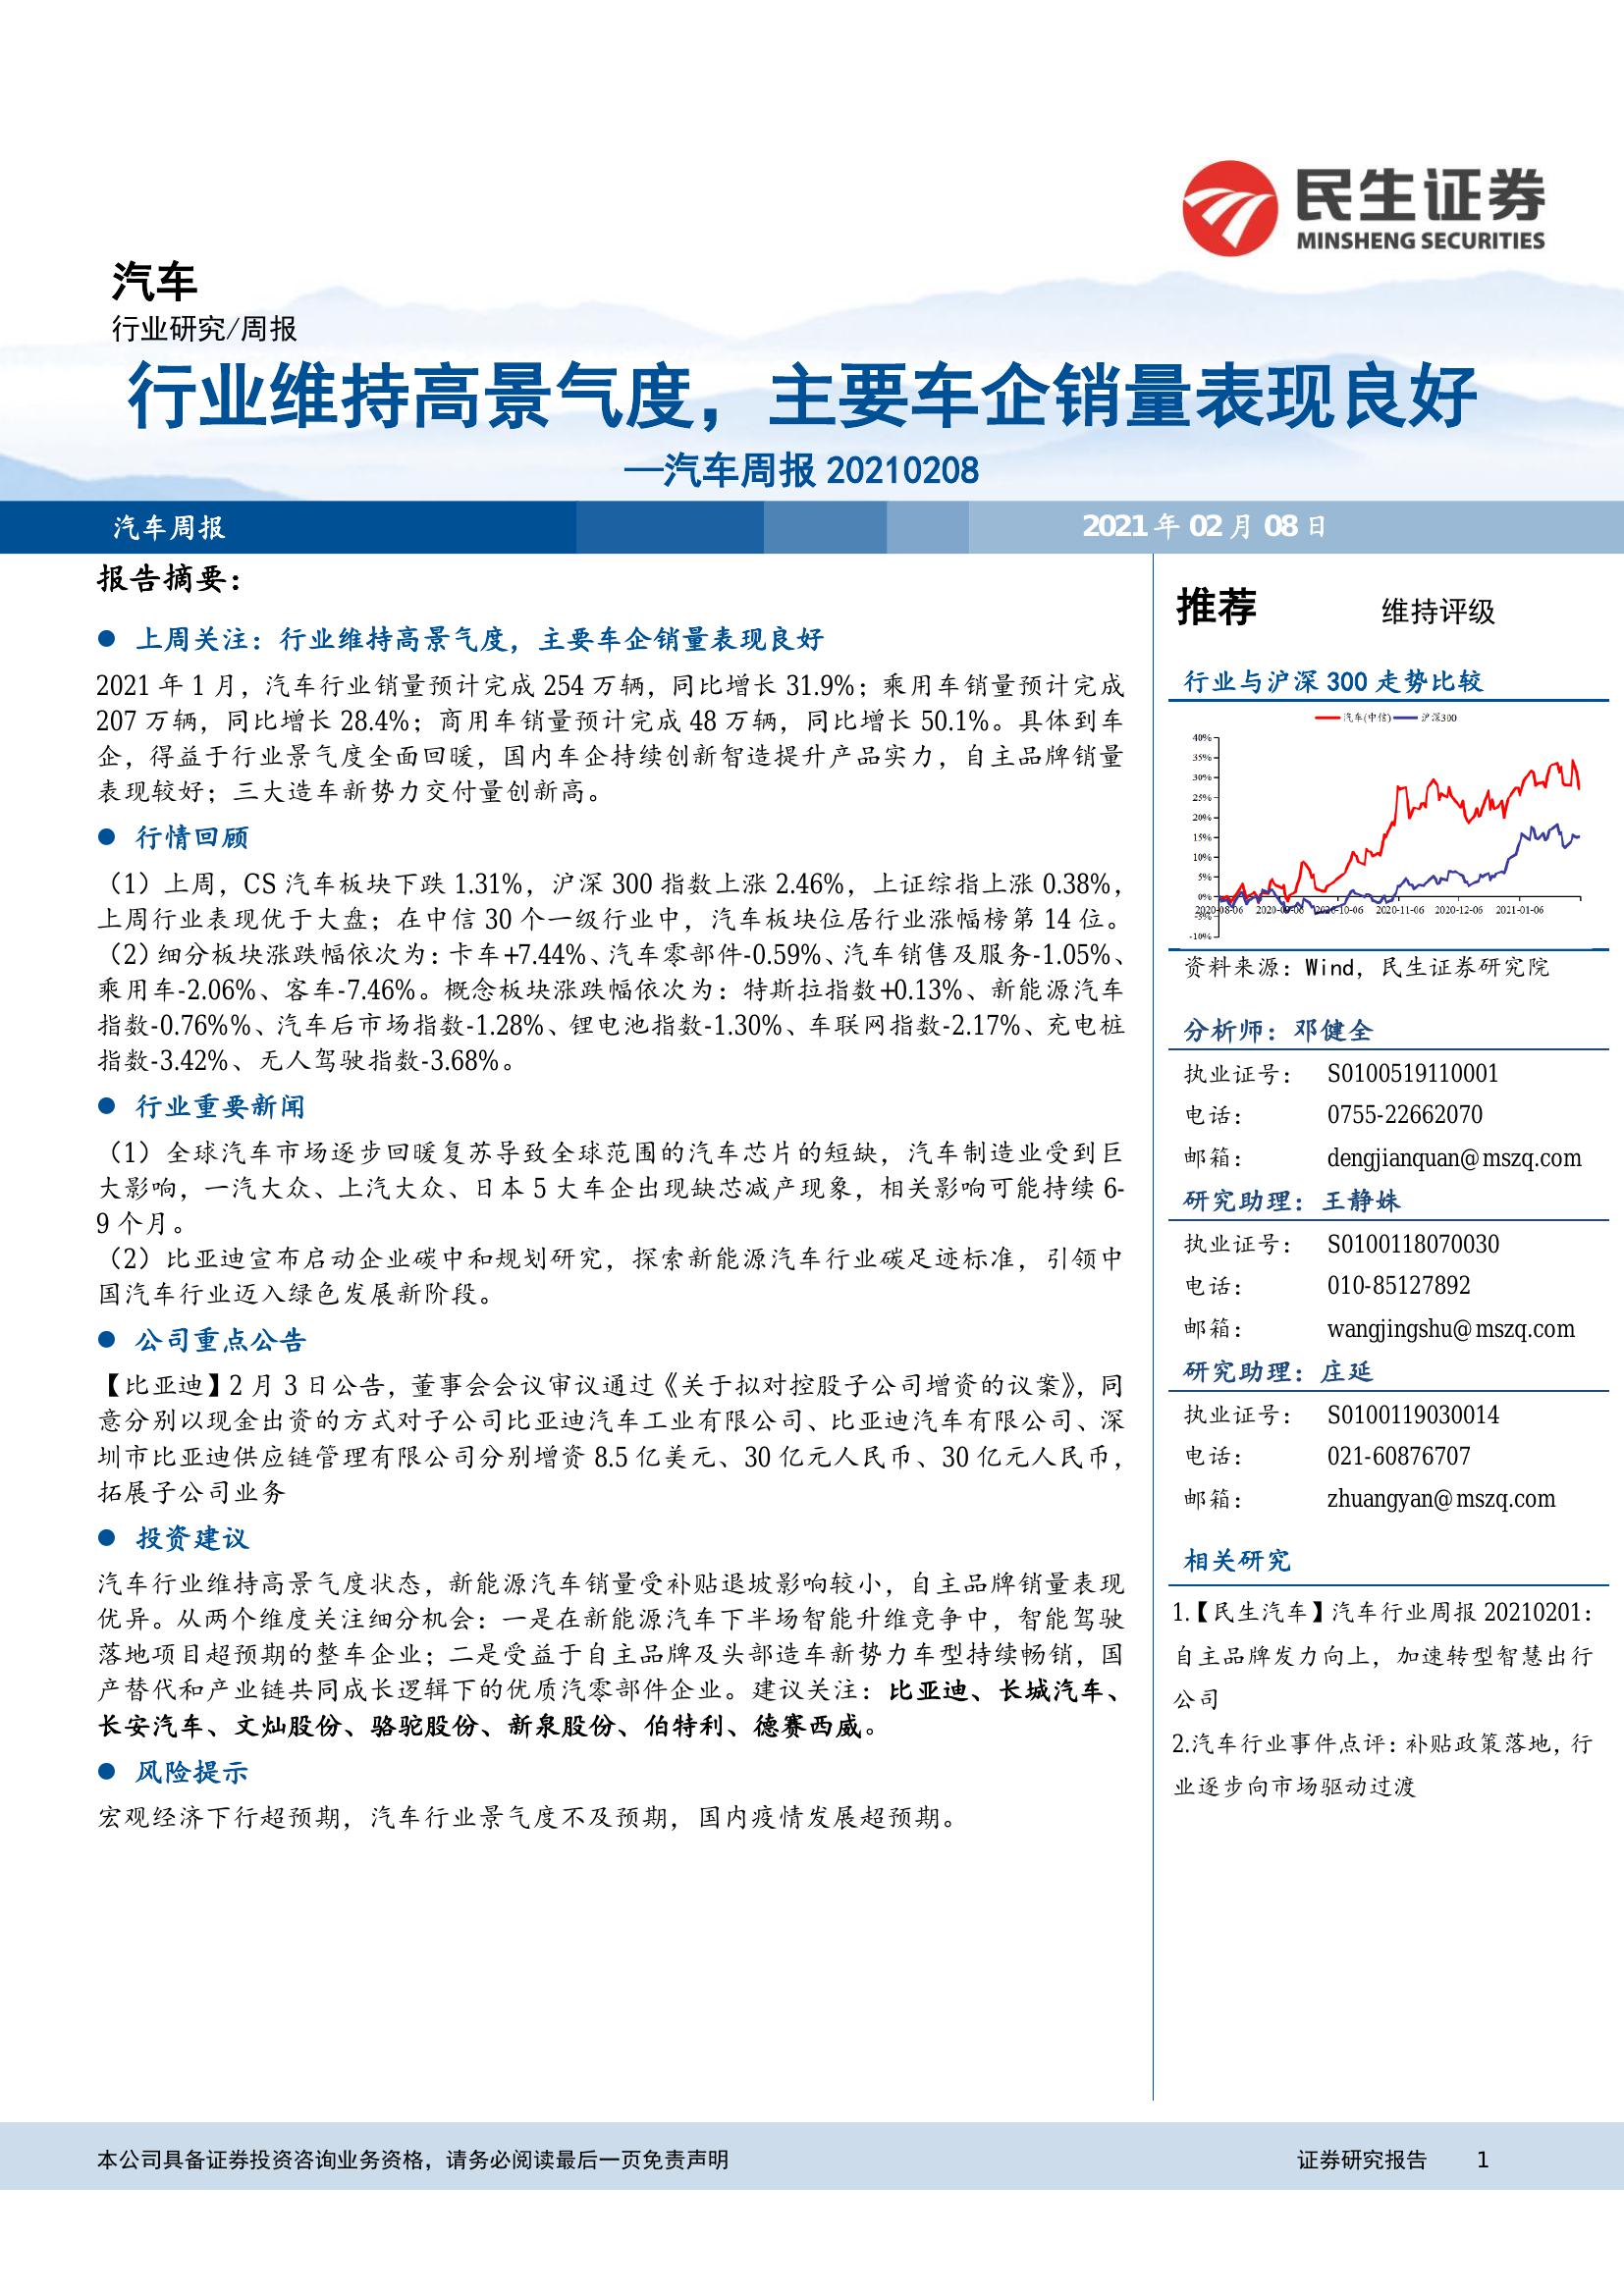 民生证券
MINSHENG SECURITIES
汽车
行业研究/周报
行业维持高景气度，主要车企销量表现良好
—汽车周报 20210208
汽车周报
2021 年 02 月 08 日
报告摘要：
● 上周关注：行业维持高景气度，主要车企销量表现良好
2021 年 1 月，汽车行业销量预计完成 254 万辆，同比增长 31.9%；乘用车销量预计完成
207 万辆，同比增长 28.4%；商用车销量预计完成 48 万辆，同比增长 50.1%。具体到车
企，得益于行业景气度全面回暖，国内车企持续创新智造提升产品实力，自主品牌销量
表现较好；三大造车新势力交付量创新高。
● 行情回顾
（1）上周，CS 汽车板块下跌 1.31%，沪深 300 指数上涨 2.46%，上证综指上涨 0.38%，
上周行业表现优于大盘；在中信 30 个一级行业中，汽车板块位居行业涨幅榜第 14 位。
（2）细分板块涨跌幅依次为：卡车+7.44%、汽车零部件-0.59%、汽车销售及服务-1.05%、
乘用车-2.06%、客车-7.46%。概念板块涨跌幅依次为：特斯拉指数+0.13%、新能源汽车
指数-0.76%%、汽车后市场指数-1.28%、锂电池指数-1.30%、车联网指数-2.17%、充电桩
指数-3.42%、无人驾驶指数-3.68%。
● 行业重要新闻
（1）全球汽车市场逐步回暖复苏导致全球范围的汽车芯片的短缺，汽车制造业受到巨
大影响，一汽大众、上汽大众、日本 5 大车企出现缺芯减产现象，相关影响可能持续 6-
9 个月。
（2）比亚迪宣布启动企业碳中和规划研究，探索新能源汽车行业碳足迹标准，引领中
国汽车行业迈入绿色发展新阶段。
● 公司重点公告
【比亚迪】2 月 3 日公告，董事会会议审议通过《关于拟对控股子公司增资的议案》，同
意分别以现金出资的方式对子公司比亚迪汽车工业有限公司、比亚迪汽车有限公司、深
圳市比亚迪供应链管理有限公司分别增资 8.5 亿美元、30 亿元人民币、30 亿元人民币，
拓展子公司业务
● 投资建议
汽车行业维持高景气度状态，新能源汽车销量受补贴退坡影响较小，自主品牌销量表现
优异。从两个维度关注细分机会：一是在新能源汽车下半场智能升维竞争中，智能驾驶
落地项目超预期的整车企业；二是受益于自主品牌及头部造车新势力车型持续畅销，国
产替代和产业链共同成长逻辑下的优质汽零部件企业。建议关注：比亚迪、长城汽车、
长安汽车、文灿股份、骆驼股份、新泉股份、伯特利、德赛西威。
● 风险提示
宏观经济下行超预期，汽车行业景气度不及预期，国内疫情发展超预期。
推荐 维持评级
行业与沪深 300 走势比较
汽车(中信) 沪深300
40%
35%
30%
25%
20%
15%
10%
5%
0%
-5%
-10%
2020-08-06 2020-09-06 2020-10-06 2020-11-06 2020-12-06 2021-01-06
资料来源：Wind，民生证券研究院
分析师：邓健全
执业证号： S0100519110001
电话： 0755-22662070
邮箱： dengjianquan@mszq.com
研究助理：王静姝
执业证号： S0100118070030
电话： 010-85127892
邮箱： wangjingshu@mszq.com
研究助理：庄延
执业证号： S0100119030014
电话： 021-60876707
邮箱： zhuangyan@mszq.com
相关研究
1.【民生汽车】汽车行业周报 20210201：
自主品牌发力向上，加速转型智慧出行
公司
2.汽车行业事件点评：补贴政策落地，行
业逐步向市场驱动过渡
本公司具备证券投资咨询业务资格，请务必阅读最后一页免责声明
证券研究报告 1